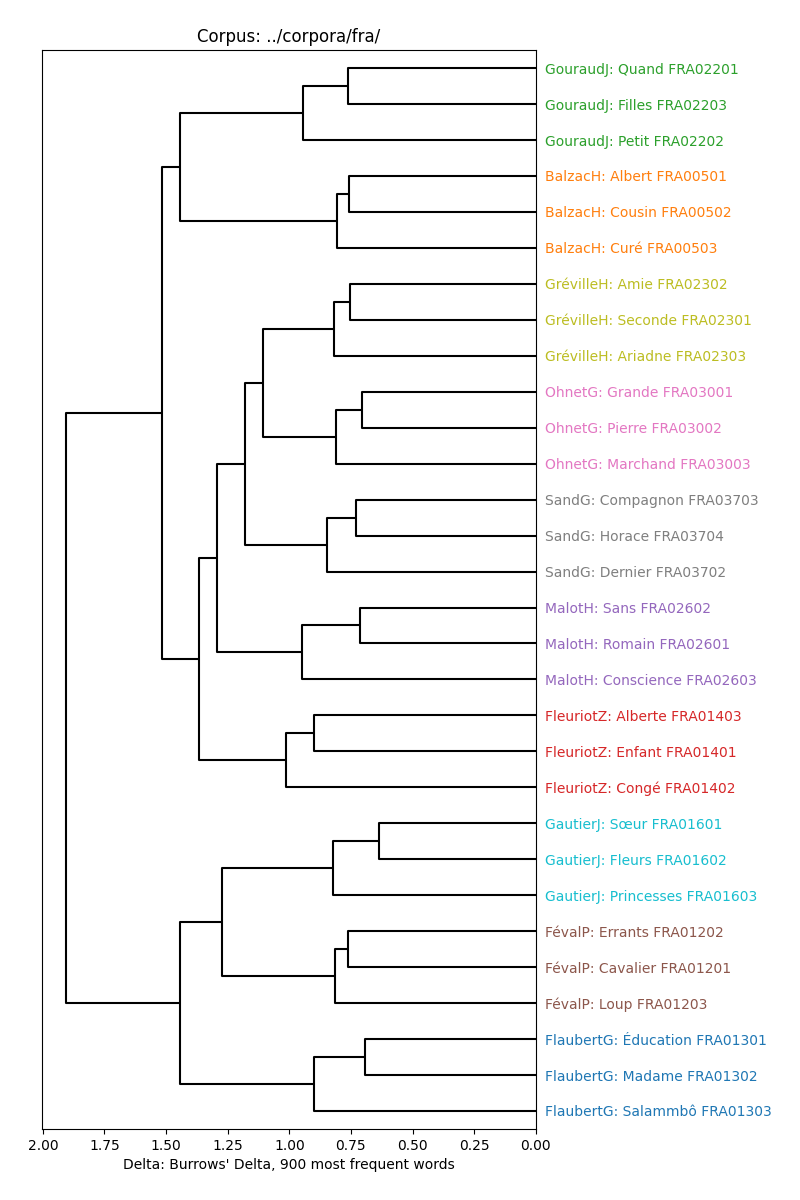 Corpus: ../corpora/fra/
GouraudJ: Quand FRA02201
GouraudJ: Filles FRA02203
GouraudJ: Petit FRA02202
BalzacH: Albert FRA00501
BalzacH: Cousin FRA00502
BalzacH: Curé FRA00503
GrévilleH: Amie FRA02302
GrévilleH: Seconde FRA02301
GrévilleH: Ariadne FRA02303
OhnetG: Grande FRA03001
OhnetG: Pierre FRA03002
OhnetG: Marchand FRA03003
SandG: Compagnon FRA03703
SandG: Horace FRA03704
SandG: Dernier FRA03702
MalotH: Sans FRA02602
MalotH: Romain FRA02601
MalotH: Conscience FRA02603
FleuriotZ: Alberte FRA01403
FleuriotZ: Enfant FRA01401
FleuriotZ: Congé FRA01402
GautierJ: Sœur FRA01601
GautierJ: Fleurs FRA01602
GautierJ: Princesses FRA01603
FévalP: Errants FRA01202
FévalP: Cavalier FRA01201
FévalP: Loup FRA01203
FlaubertG: Éducation FRA01301
FlaubertG: Madame FRA01302
FlaubertG: Salammbô FRA01303
2.00 1.75 1.50 1.25 1.00 0.75 0.50 0.25 0.00
Delta: Burrows' Delta, 900 most frequent words